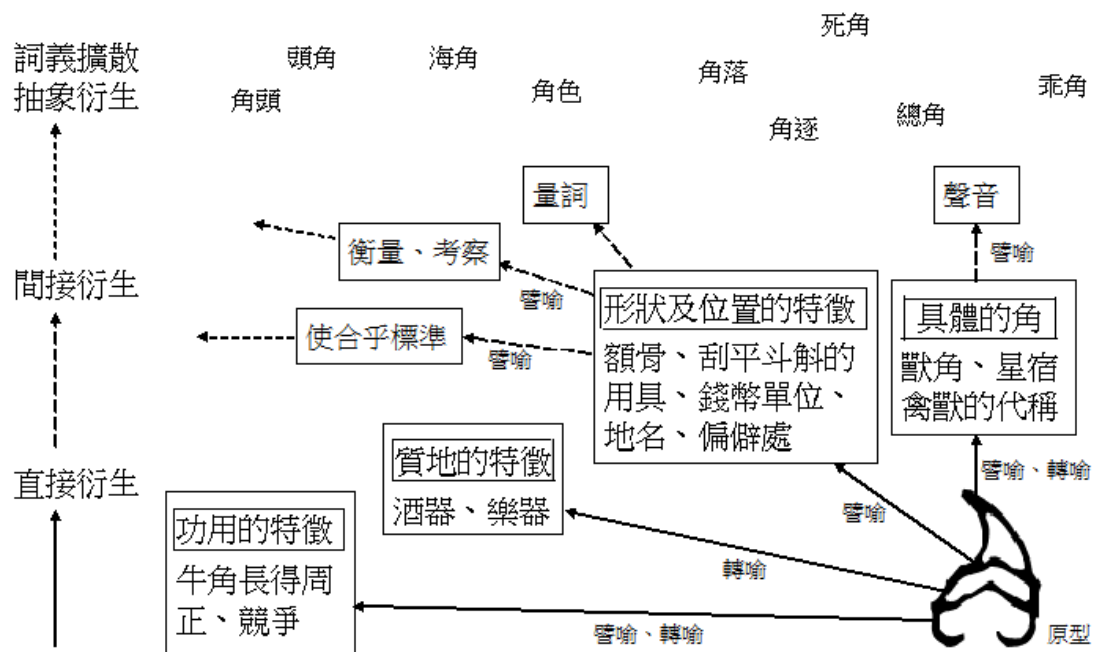 死角
詞義擴散
抽象衍生
頭角
海角
角落
乖角
角頭
角色
總角
角逐
量詞
聲音
衡量、考察
譬喻
間接衍生
譬喻
形狀及位置的特徵
額骨、刮平斗斛的
用具、錢幣單位、
地名、偏僻處
具體的角
獸角、星宿
禽獸的代稱
使合乎標準
譬喻
直接衍生
質地的特徵
酒器、樂器
譬喻、轉喻
譬喻
功用的特徵
牛角長得周
正、競爭
轉喻
譬喻、轉喻
原型